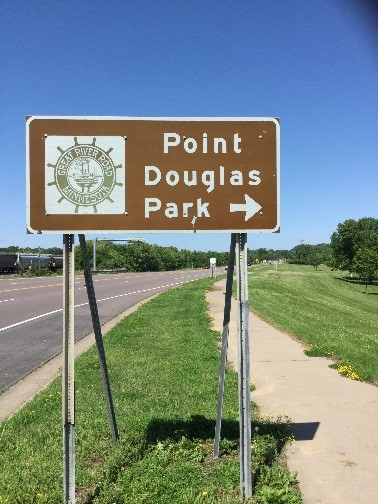 GREAT RIVER ROAD
MINNESOTA
Point
Douglas
Park